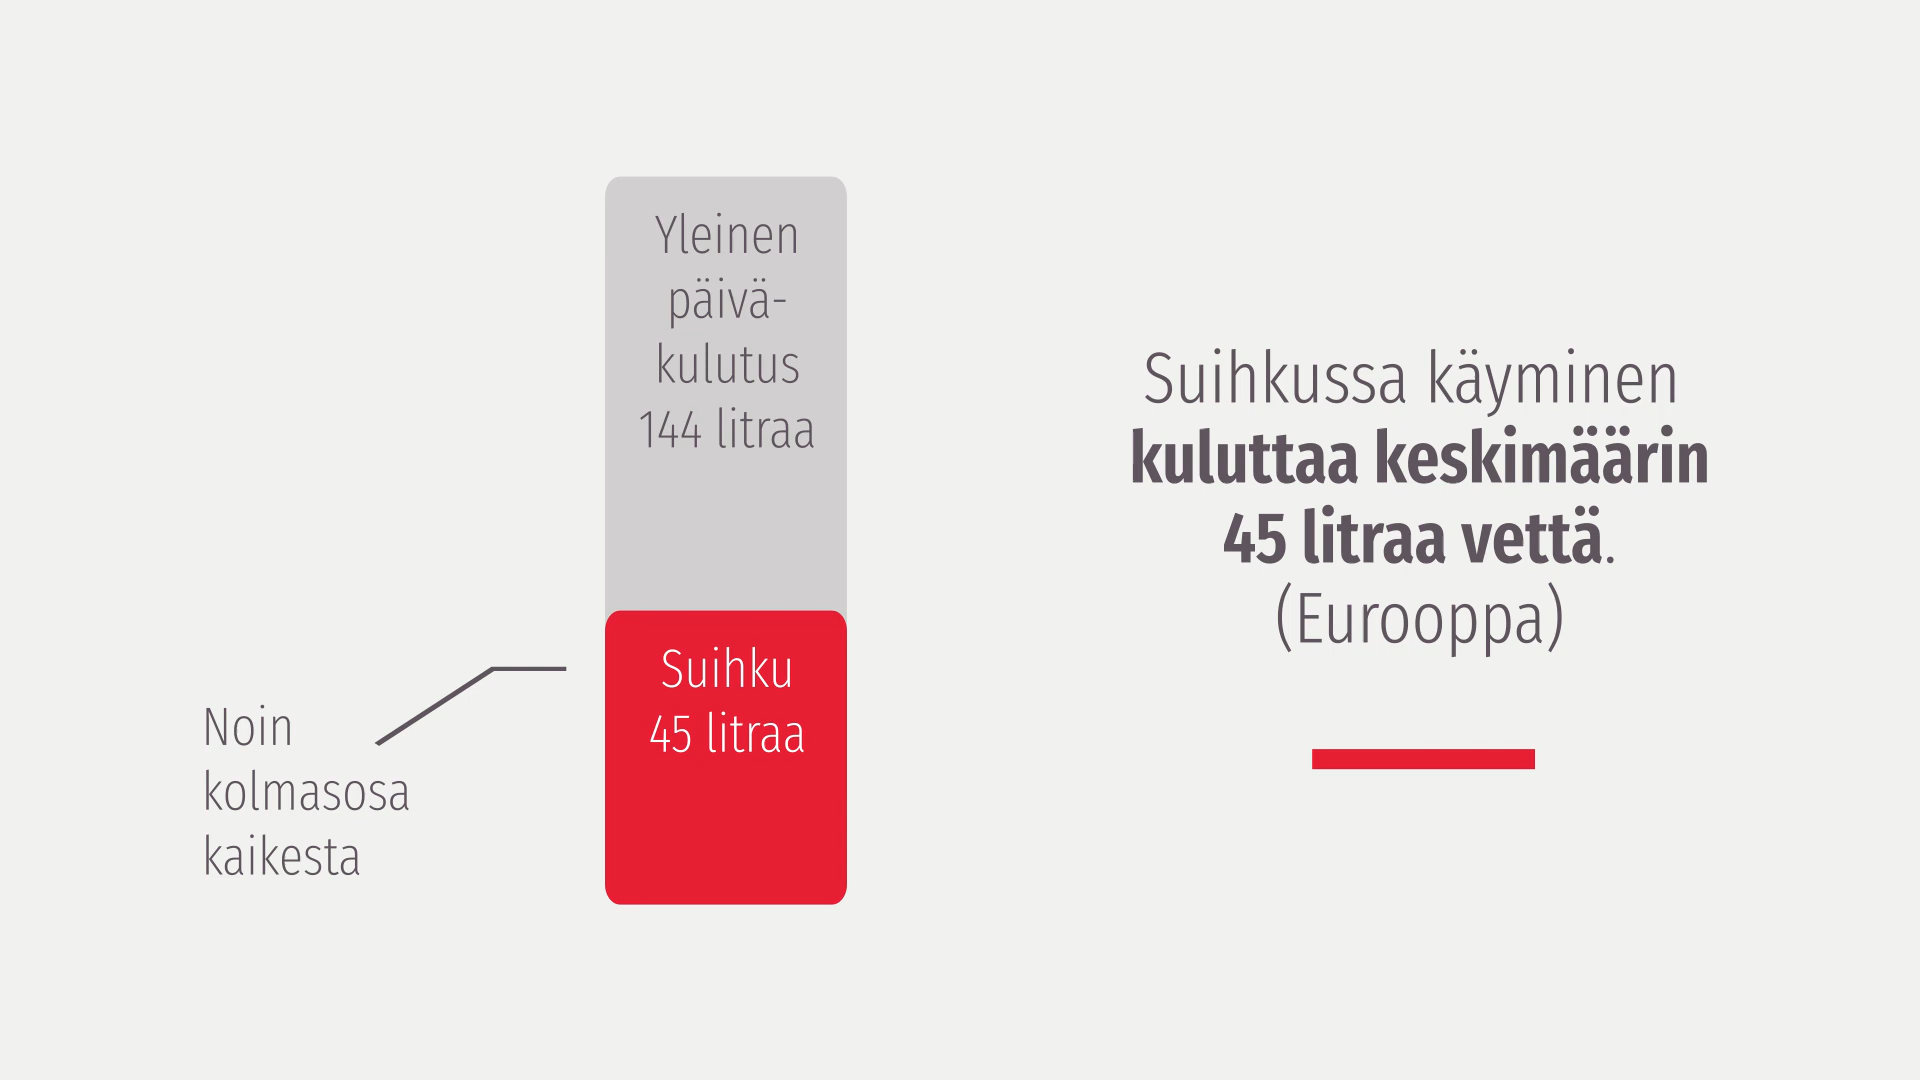 Yleinen
päivä-
kulutus
144 litraa
Suihku
45 litraa
Noin
kolmasosa
kaikesta
Suihkussa käyminen
kuluttaa keskimäärin
45 litraa vettä.
(Eurooppa)